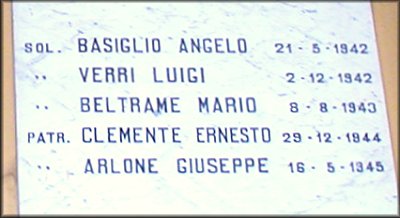 SOL. BASIGLIO ANGELO 21-5-1942
,, VERRI LUIGI 2-12-1942
,, BELTRAME MARIO 8-8-1943
PATR. CLEMENTE ERNESTO 29-12-1944
,, ARLONE GIUSEPPE 16-5-1945